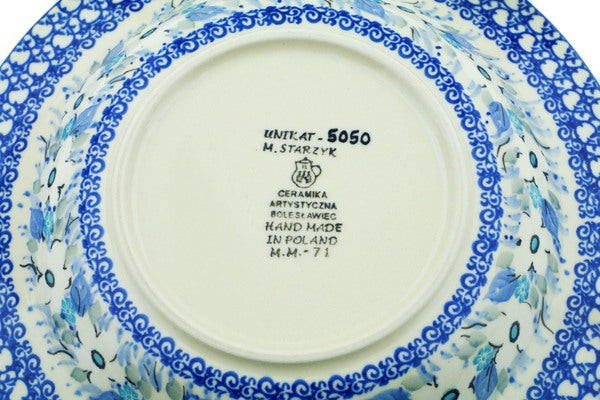 UNIKAT - 5050
M. STARZYK
CERAMIKA
ARTYSTYCZNA
BOLESŁAWIEC
HAND MADE
IN POLAND
M.M. - 71